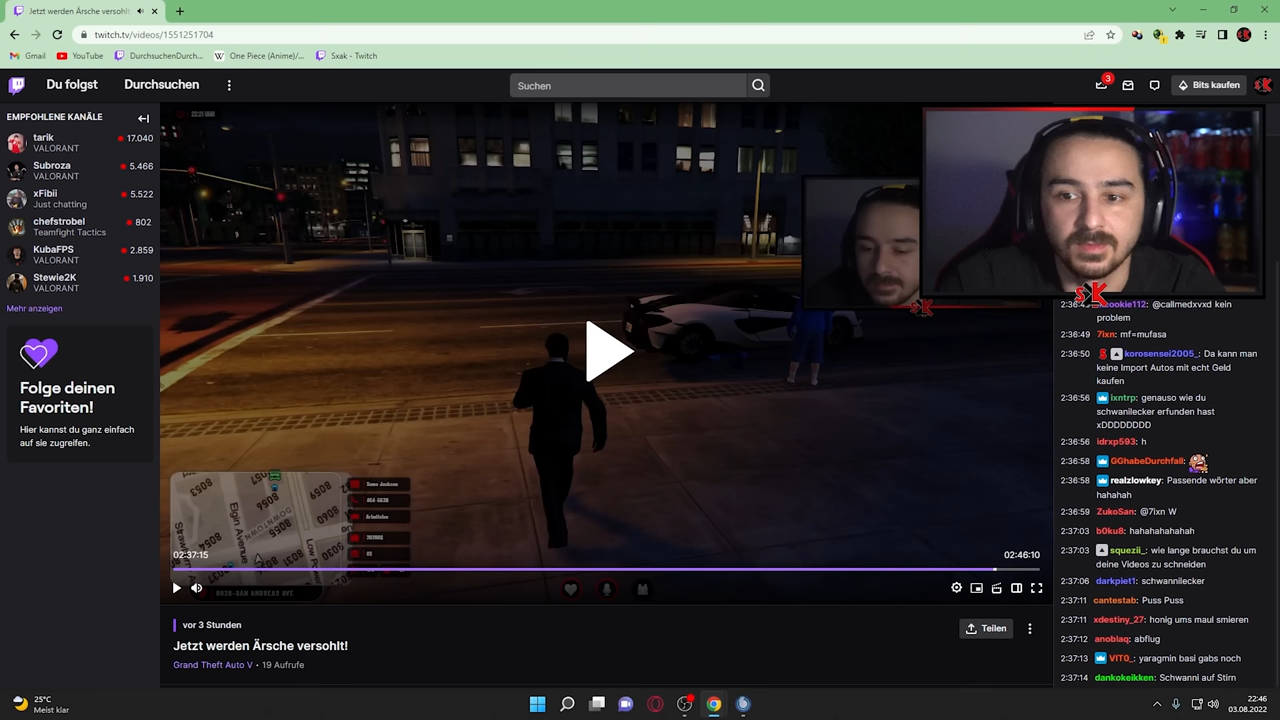 Jetzt werden Ärsche versohlt!
twitch.tv/videos/1551251704
Gmail
YouTube
DurchsuchenDurch...
One Piece (Anime)/...
Sxak - Twitch
Du folgst
Durchsuchen
Suchen
3
Bits kaufen
EMPFOHLENE KANÄLE
tarik
17.040
VALORANT
Subroza
5.466
VALORANT
xFibii
5.522
Just chatting
chefstrobel
802
Teamfight Tactics
KubaFPS
2.859
VALORANT
Stewie2K
1.910
VALORANT
Mehr anzeigen
Folge deinen
Favoriten!
Hier kannst du ganz einfach
auf sie zugreifen.
02:37:15
02:46:10
vor 3 Stunden
Jetzt werden Ärsche versohlt!
Grand Theft Auto V • 19 Aufrufe
Teilen
@callmedxvxd kein
problem
2:36:49 7ixn: mf=mufasa
2:36:50 korosensei2005_: Da kann man
keine Import Autos mit echt Geld
kaufen
2:36:56 ixntrp: genauso wie du
schwanilecker erfunden hast
xDDDDDDDD
2:36:56 idrxp593: h
2:36:58 GGhabeDurchfall:
2:36:58 realzlowkey: Passende wörter aber
hahahah
2:36:59 ZukoSan: @7ixn W
2:37:03 b0ku8: hahahahahahah
2:37:03 squezii_: wie lange brauchst du um
deine Videos zu schneiden
2:37:06 darkpiet1: schwannilecker
2:37:11 cantestab: Puss Puss
2:37:11 xdestiny_27: honig ums maul smieren
2:37:12 anoblaq: abflug
2:37:13 VIT0_: yaragmin basi gabs noch
2:37:14 dankokeikken: Schwanni auf Stirn
25°C
Meist klar
22:46
03.08.2022